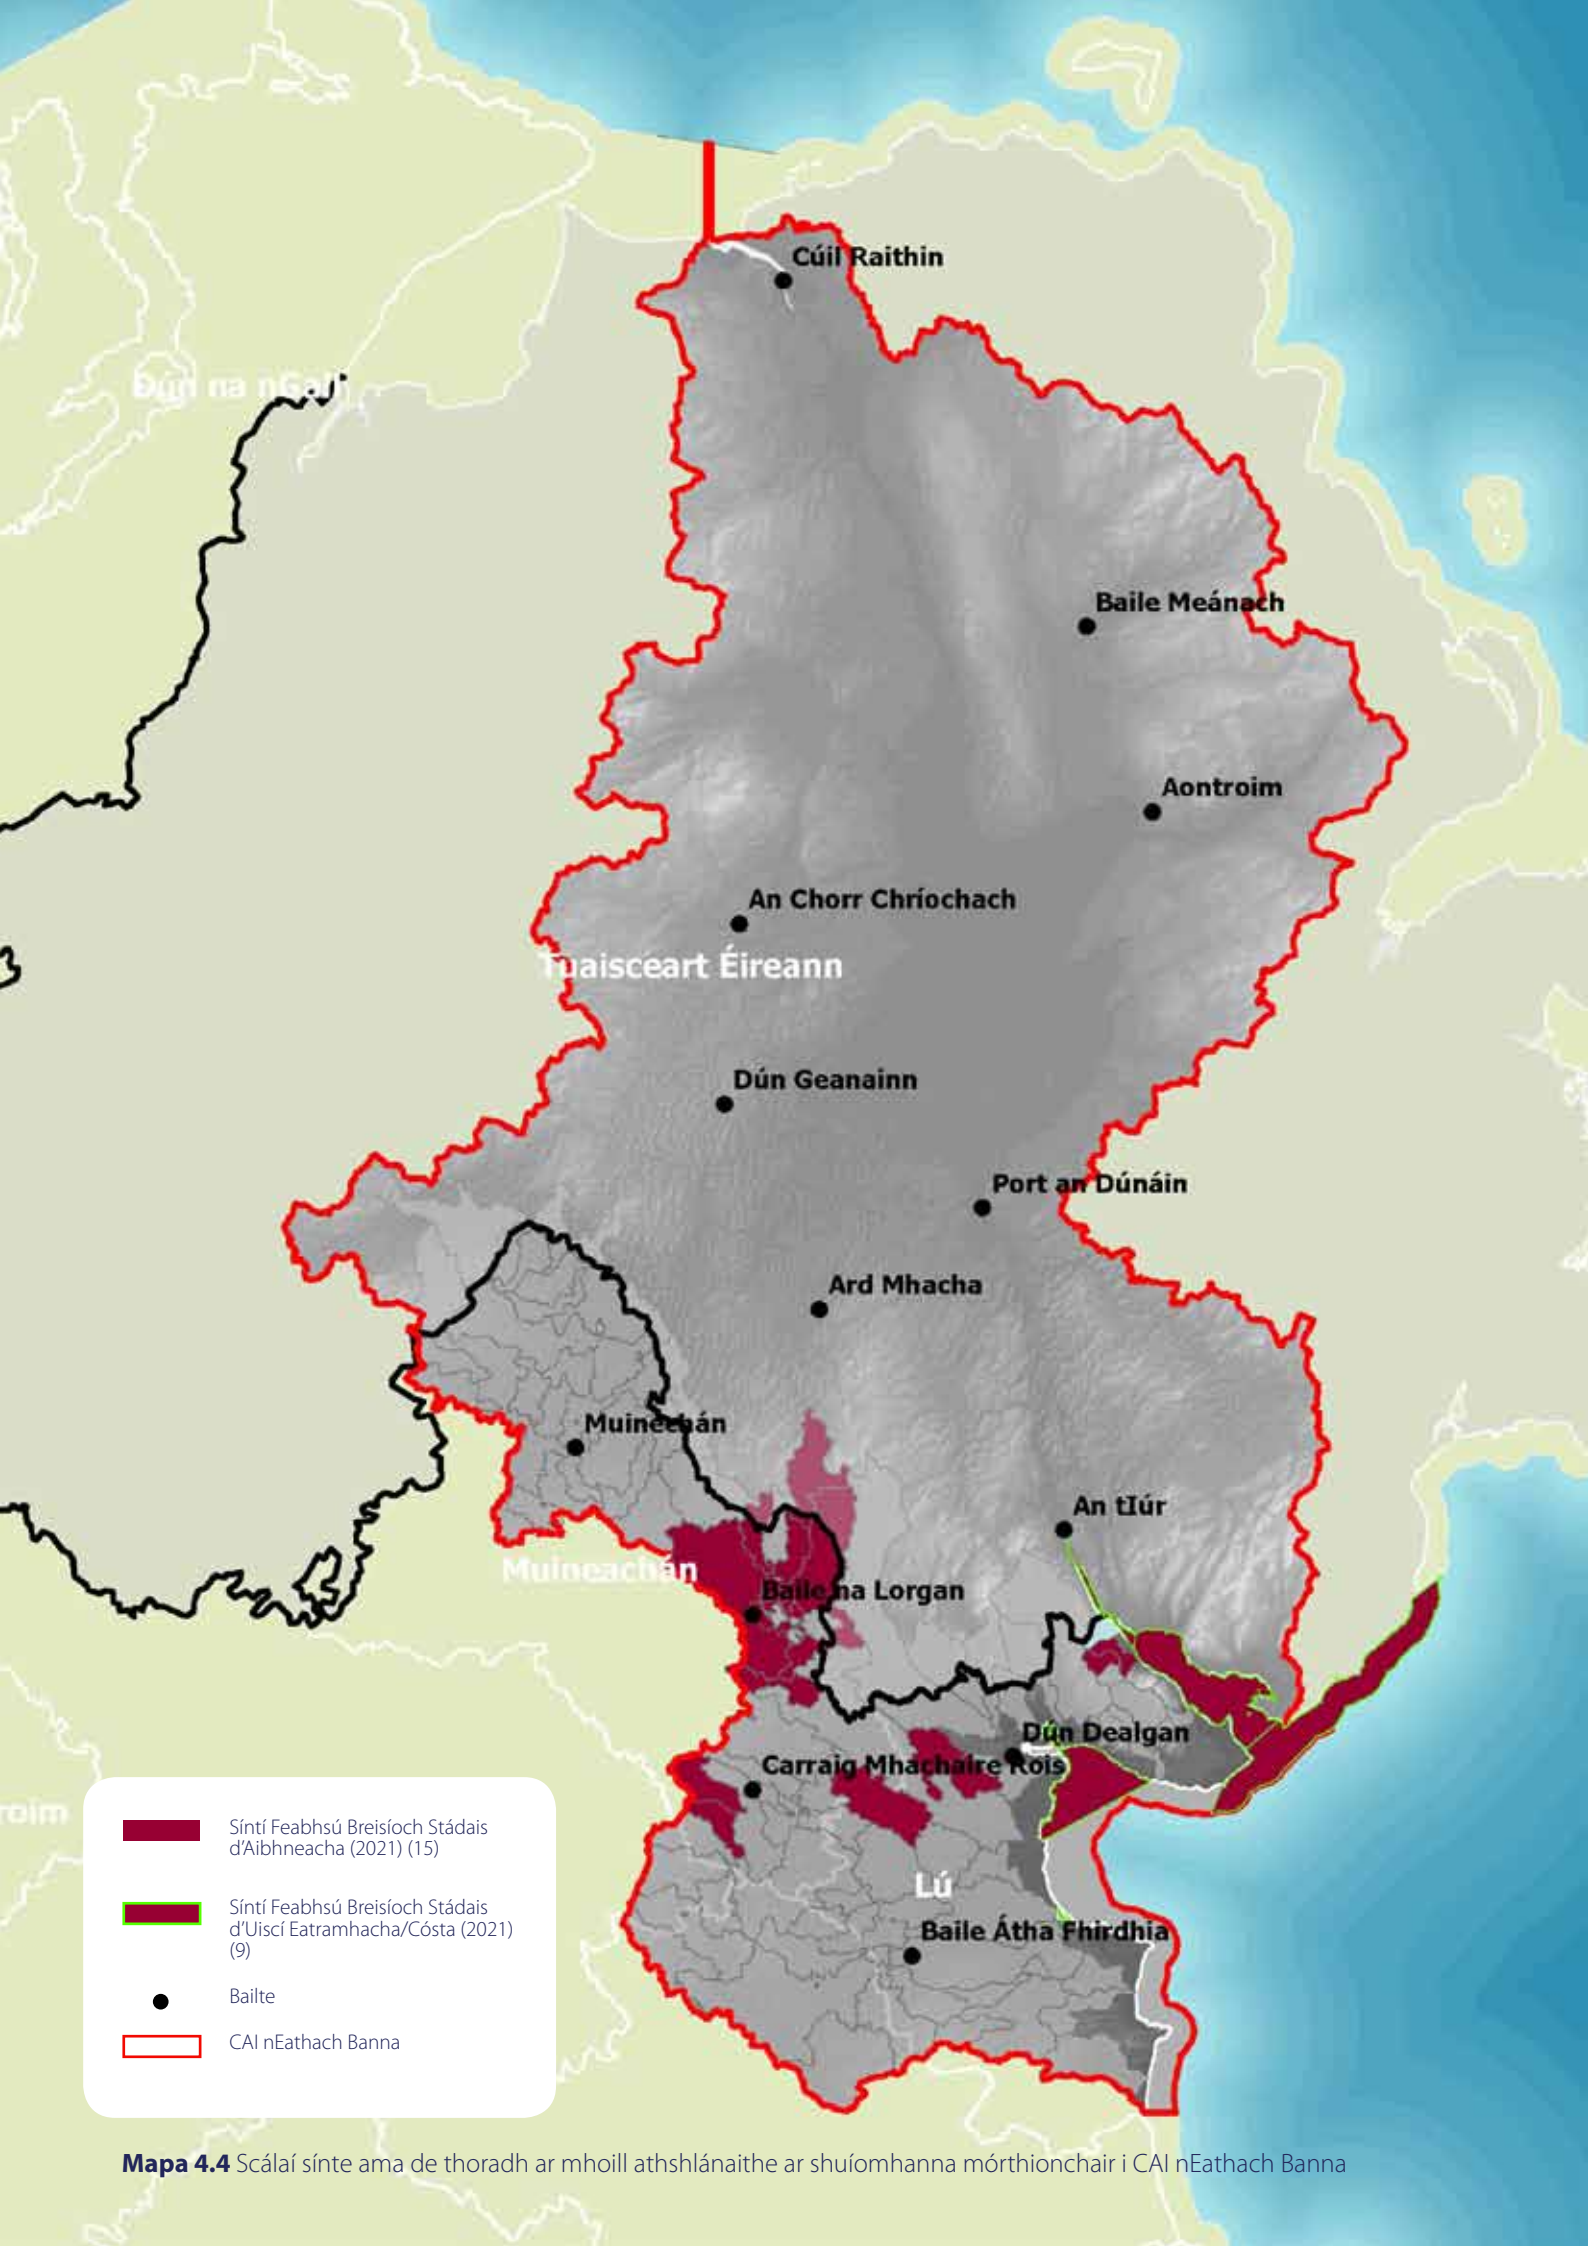 Cúil Raithin
Dún na nGall
Baile Meánach
Aontroim
An Chorr Chríochach
Tuaisceart Éireann
Dún Geanainn
Port an Dúnáin
Ard Mhacha
Muinechán
An tIúr
Muineachán
Baile na Lorgan
Dún Dealgan
Carraig Mhachaire Rois
roim
Lú
Baile Átha Fhirdhia
Síntí Feabhsú Breisíoch Stádais
d'Aibhneacha (2021) (15)
Síntí Feabhsú Breisíoch Stádais
d'Uiscí Eatramhacha/Cósta (2021)
(9)
Bailte
CAI nEathach Banna
Mapa 4.4 Scálaí sínte ama de thoradh ar mhoill athshlánaithe ar shuíomhanna mórthionchair i CAI nEathach Banna